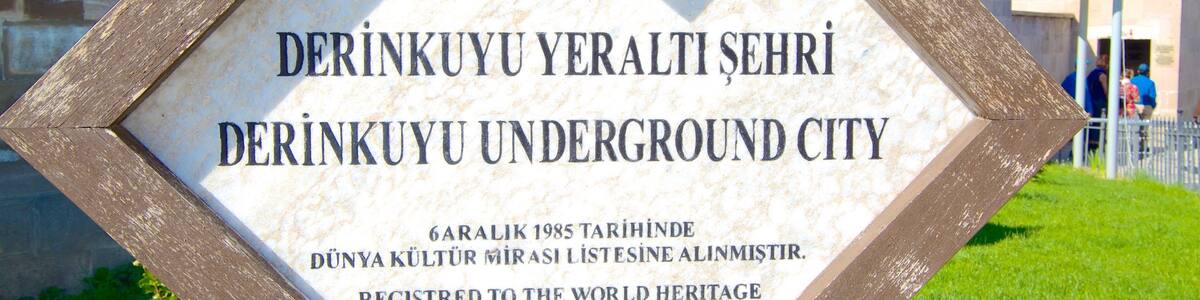 DERİNKUYU YERALTI ŞEHRİ
DERİNKUYU UNDERGROUND CITY
6 ARALIK 1985 TARİHİNDE
DÜNYA KÜLTÜR MİRASI LİSTESİNE ALINMIŞTIR.
REGISTRED TO THE WORLD HERITAGE